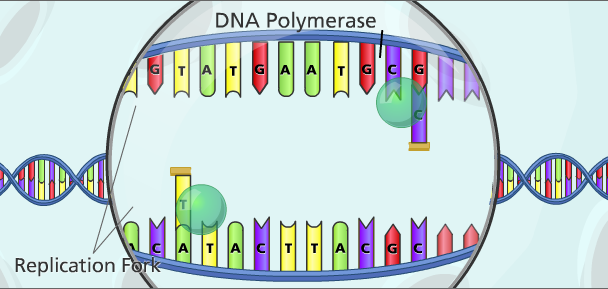 DNA Polymerase
G T A T G A A T G C G
C
T
A C A T A C T T A C G C
Replication Fork